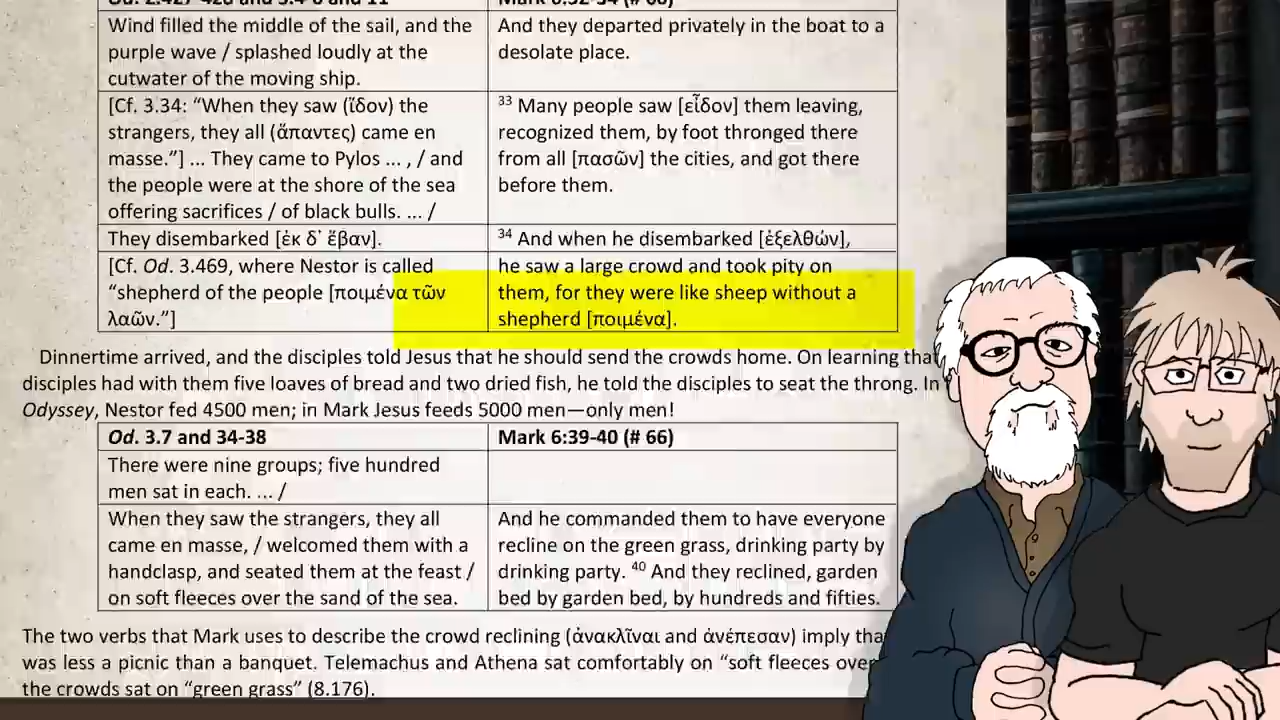 Od. 2.427-428 and 3.4-6 and 11
Mark 6:32-34 (# 66)
Wind filled the middle of the sail, and the
purple wave / splashed loudly at the
cutwater of the moving ship.
And they departed privately in the boat to a
desolate place.
[Cf. 3.34: “When they saw (ἴδον) the
strangers, they all (ἅπαντες) came en
masse.”] ... They came to Pylos ... , / and
the people were at the shore of the sea
offering sacrifices / of black bulls. ... /
33 Many people saw [εἶδον] them leaving,
recognized them, by foot thronged there
from all [πασῶν] the cities, and got there
before them.
They disembarked [ἐκ δ᾽ ἔβαν].
34 And when he disembarked [ἐξελθών],
[Cf. Od. 3.469, where Nestor is called
“shepherd of the people [ποιμένα τῶν
λαῶν.”]
he saw a large crowd and took pity on
them, for they were like sheep without a
shepherd [ποιμένα].
Dinnertime arrived, and the disciples told Jesus that he should send the crowds home. On learning that
disciples had with them five loaves of bread and two dried fish, he told the disciples to seat the throng. In
Odyssey, Nestor fed 4500 men; in Mark Jesus feeds 5000 men—only men!
Od. 3.7 and 34-38
Mark 6:39-40 (# 66)
There were nine groups; five hundred
men sat in each. ... /
When they saw the strangers, they all
came en masse, / welcomed them with a
handclasp, and seated them at the feast /
on soft fleeces over the sand of the sea.
And he commanded them to have everyone
recline on the green grass, drinking party by
drinking party. 40 And they reclined, garden
bed by garden bed, by hundreds and fifties.
The two verbs that Mark uses to describe the crowd reclining (ἀνακλῖναι and ἀνέπεσαν) imply
was less a picnic than a banquet. Telemachus and Athena sat comfortably on “soft fleeces over
the crowds sat on “green grass” (8.176).